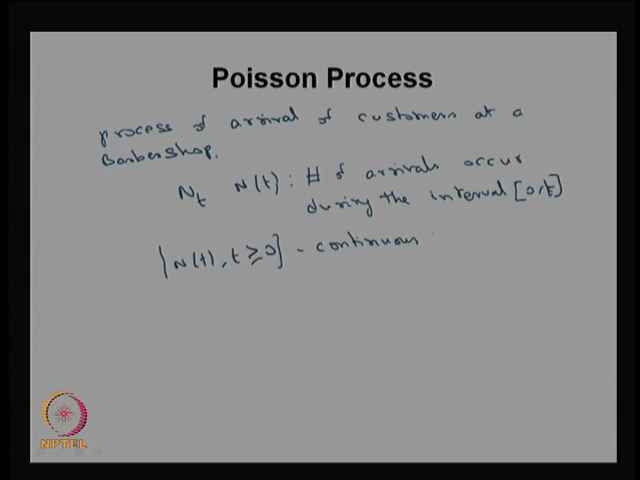 Poisson Process
process of arrival of customers at a
Barbershop.
N_t N(t): # of arrivals occur
during the interval [0,t]
{N(t), t ≥ 0} - continuous
NPTEL